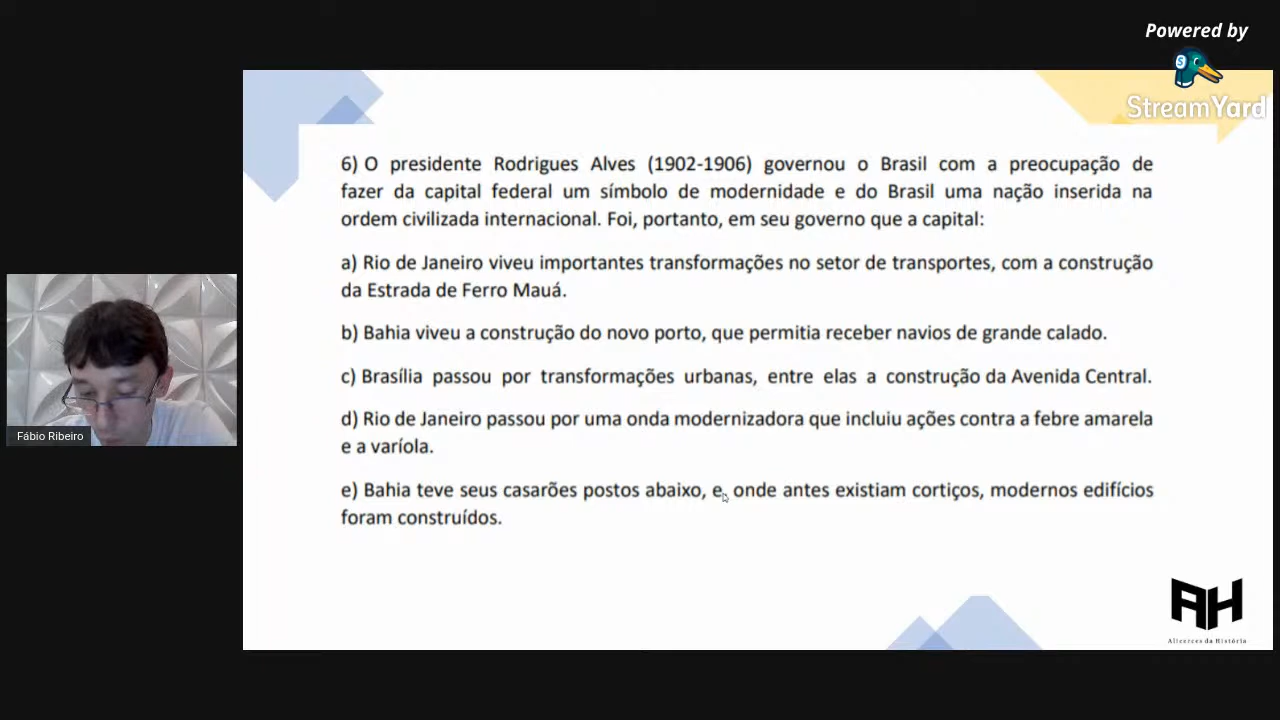 Powered by
S
StreamYard
6) O presidente Rodrigues Alves (1902-1906) governou o Brasil com a preocupação de
fazer da capital federal um símbolo de modernidade e do Brasil uma nação inserida na
ordem civilizada internacional. Foi, portanto, em seu governo que a capital:
a) Rio de Janeiro viveu importantes transformações no setor de transportes, com a construção
da Estrada de Ferro Mauá.
b) Bahia viveu a construção do novo porto, que permitia receber navios de grande calado.
c) Brasília passou por transformações urbanas, entre elas a construção da Avenida Central.
d) Rio de Janeiro passou por uma onda modernizadora que incluiu ações contra a febre amarela
e a varíola.
e) Bahia teve seus casarões postos abaixo, e, onde antes existiam cortiços, modernos edifícios
foram construídos.
Fábio Ribeiro
AH
Alicerces da História